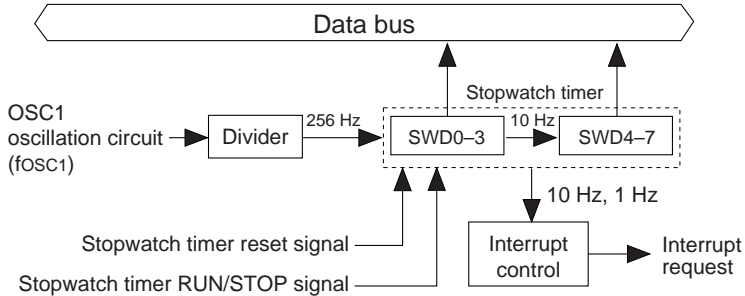 Data bus
Stopwatch timer
OSC1
oscillation circuit
(fOSC1)
Divider
256 Hz
SWD0–3
10 Hz
SWD4–7
10 Hz, 1 Hz
Stopwatch timer reset signal
Stopwatch timer RUN/STOP signal
Interrupt
control
Interrupt
request